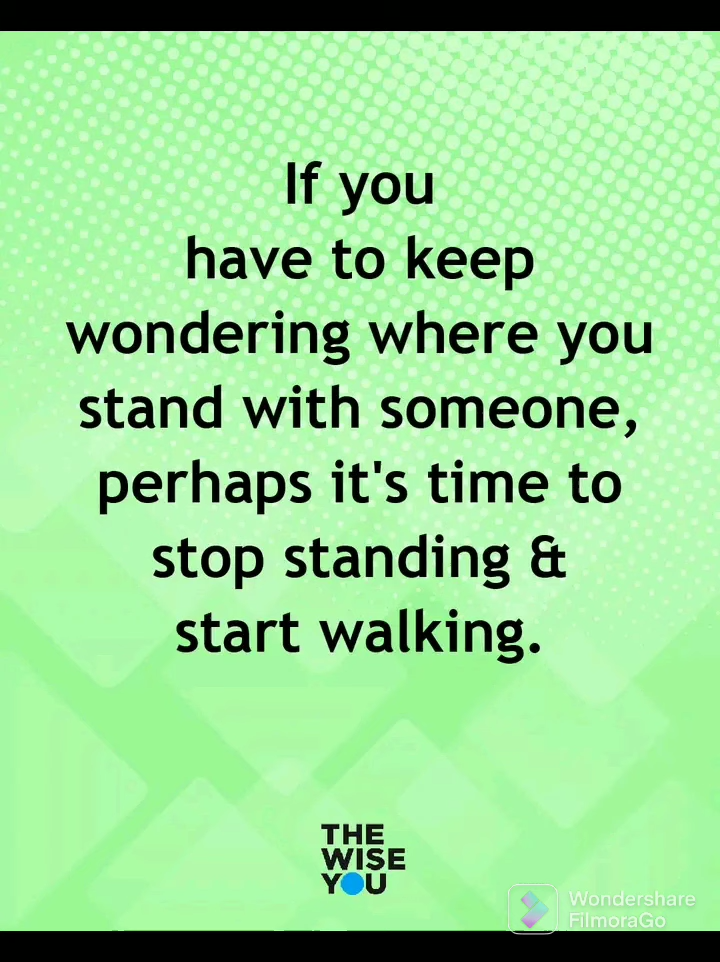 If you
have to keep
wondering where you
stand with someone,
perhaps it's time to
stop standing &
start walking.
THE
WISE
YOU
Wondershare
FilmoraGo